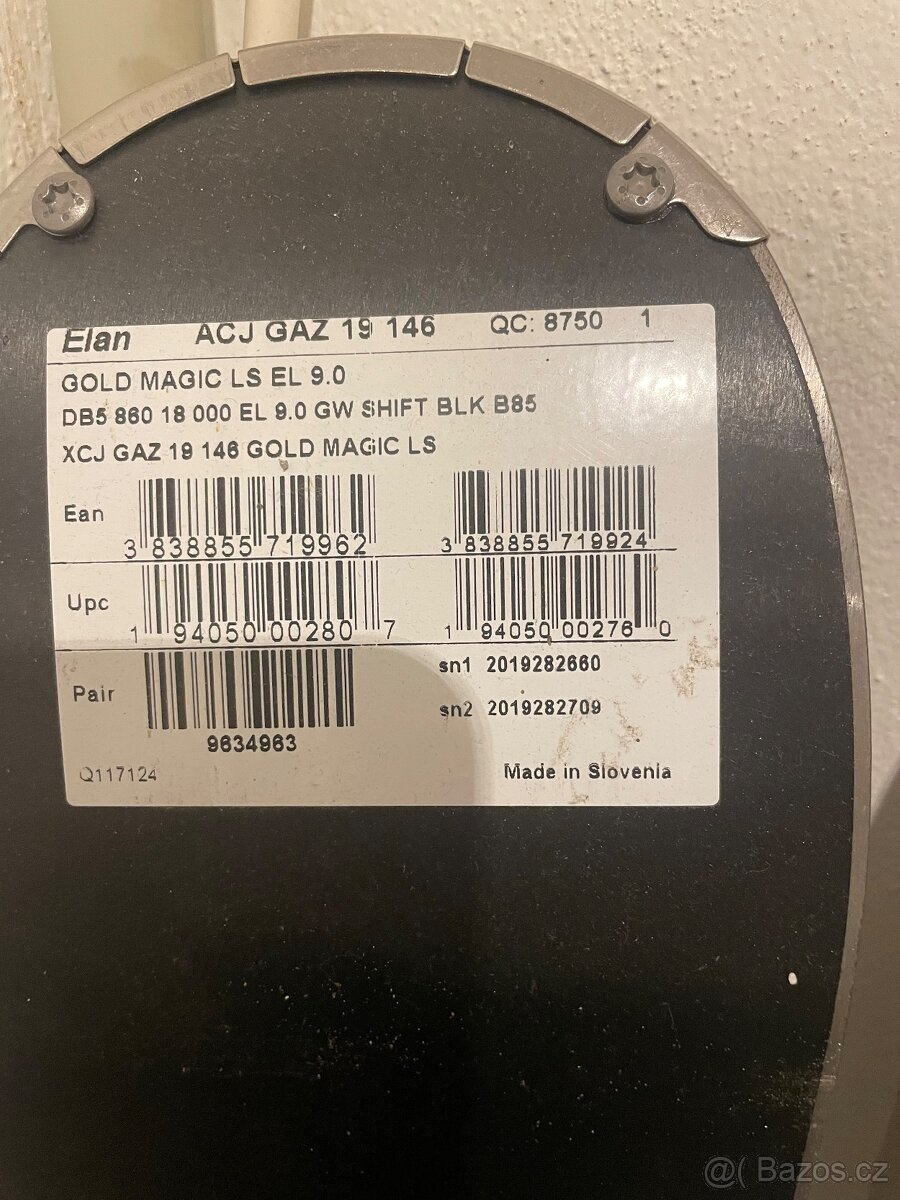 Elan ACJ GAZ 19 146 QC: 8750 1
GOLD MAGIC LS EL 9.0
DB5 860 18 000 EL 9.0 GW SHIFT BLK B85
XCJ GAZ 19 146 GOLD MAGIC LS
Ean
3 838855 719962 3 838855 719924
Upc
1 94050 00280 7 1 94050 00276 0
Pair
sn1 2019282660
sn2 2019282709
9634963
Q117124 Made in Slovenia
@( Bazos.cz